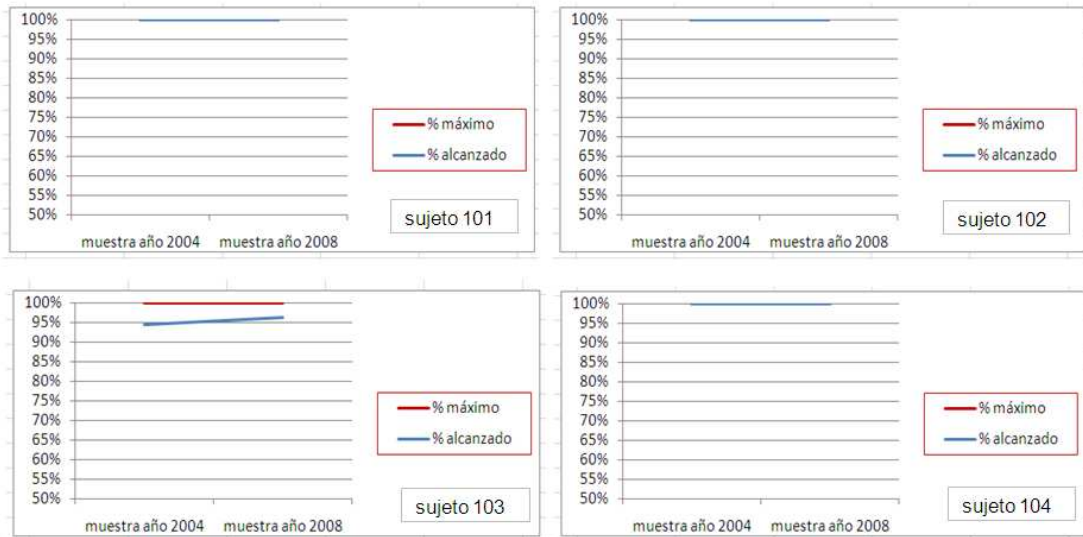 100%
95%
90%
85%
80%
75%
70%
65%
60%
55%
50%
% máximo
% alcanzado
sujeto 101
muestra año 2004 muestra año 2008
100%
95%
90%
85%
80%
75%
70%
65%
60%
55%
50%
% máximo
% alcanzado
sujeto 102
muestra año 2004 muestra año 2008
100%
95%
90%
85%
80%
75%
70%
65%
60%
55%
50%
% máximo
% alcanzado
sujeto 103
muestra año 2004 muestra año 2008
100%
95%
90%
85%
80%
75%
70%
65%
60%
55%
50%
% máximo
% alcanzado
sujeto 104
muestra año 2004 muestra año 2008